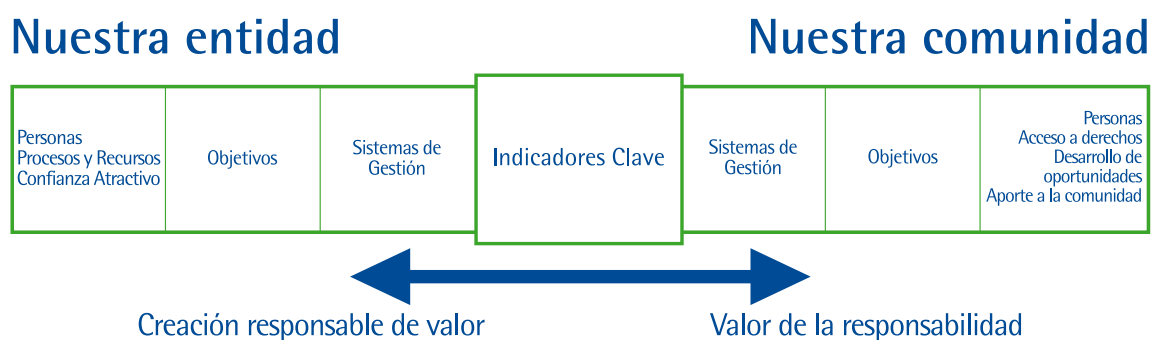 Nuestra entidad
Nuestra comunidad
Personas
Procesos y Recursos
Confianza Atractivo
Objetivos
Sistemas de
Gestión
Indicadores Clave
Sistemas de
Gestión
Objetivos
Personas
Acceso a derechos
Desarrollo de
oportunidades
Aporte a la comunidad
Creación responsable de valor
Valor de la responsabilidad